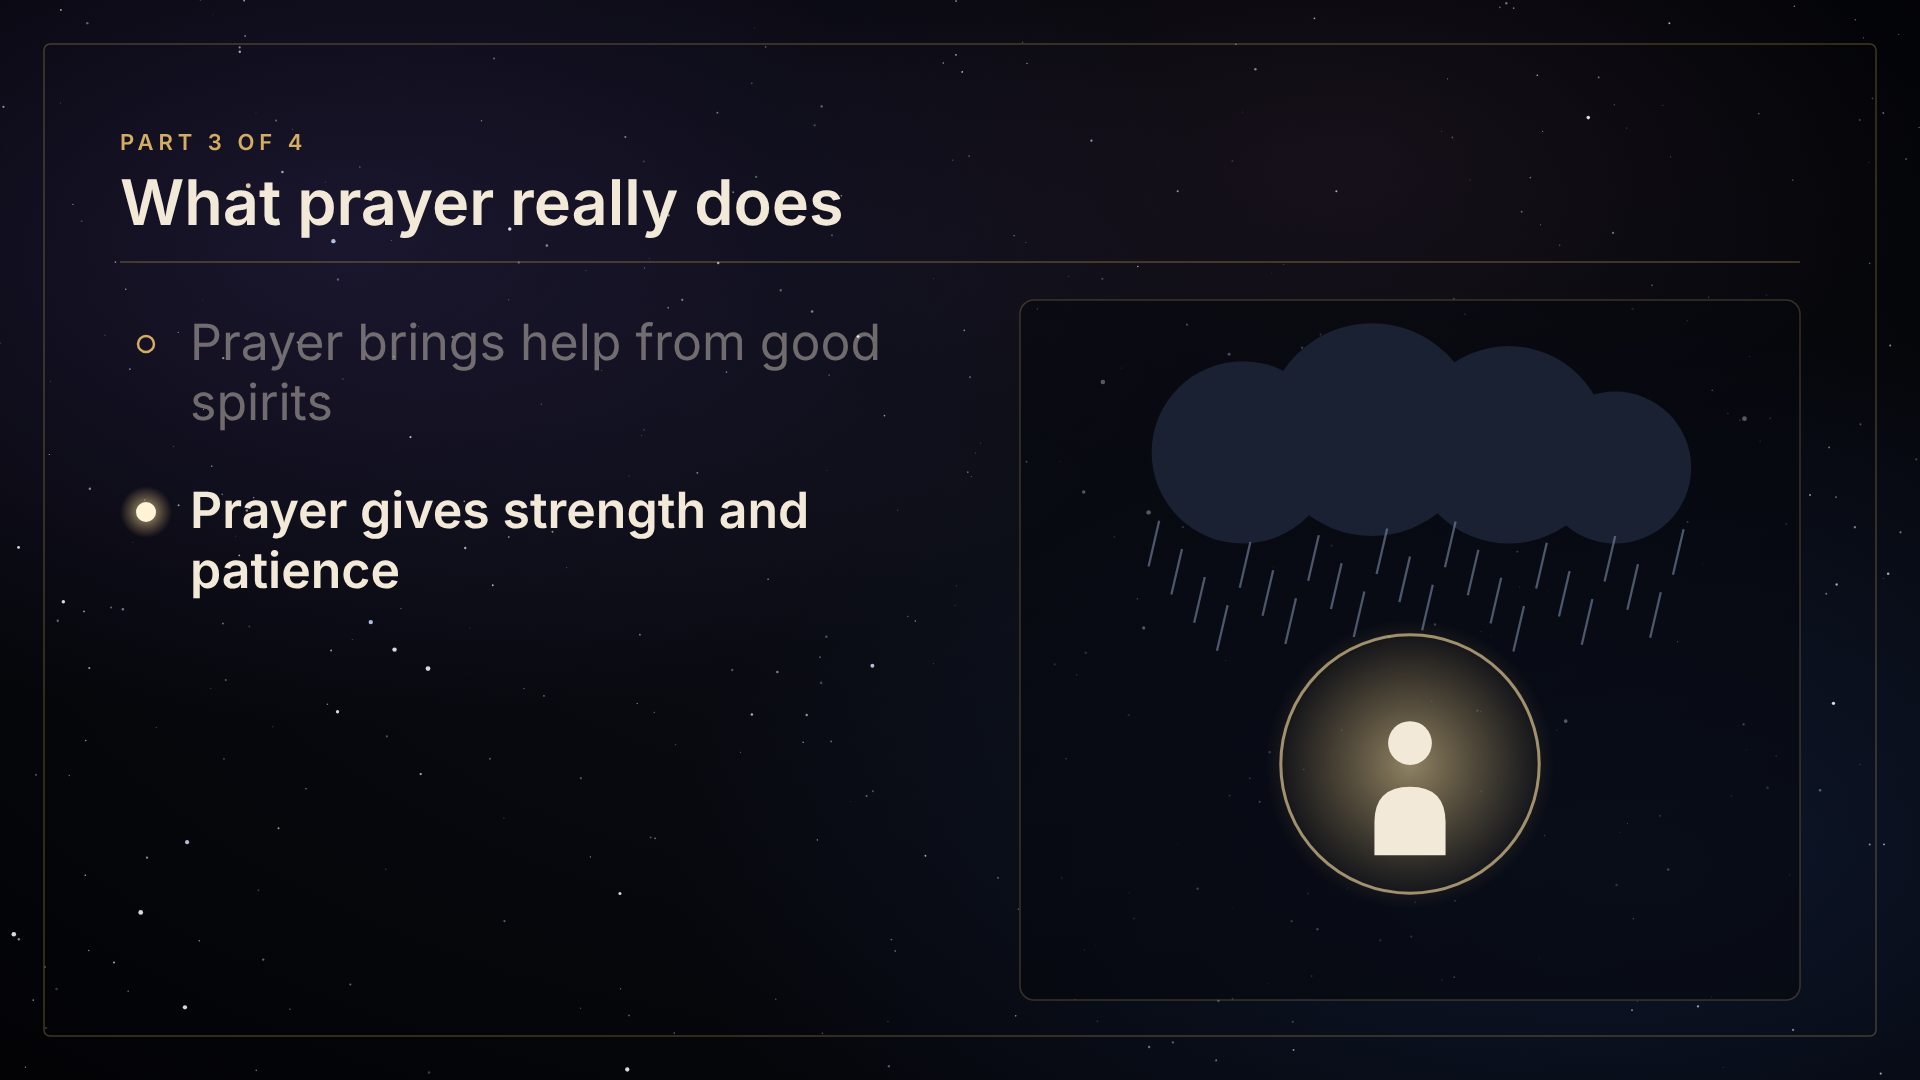 PART 3 OF 4
What prayer really does
Prayer brings help from good
spirits
Prayer gives strength and
patience